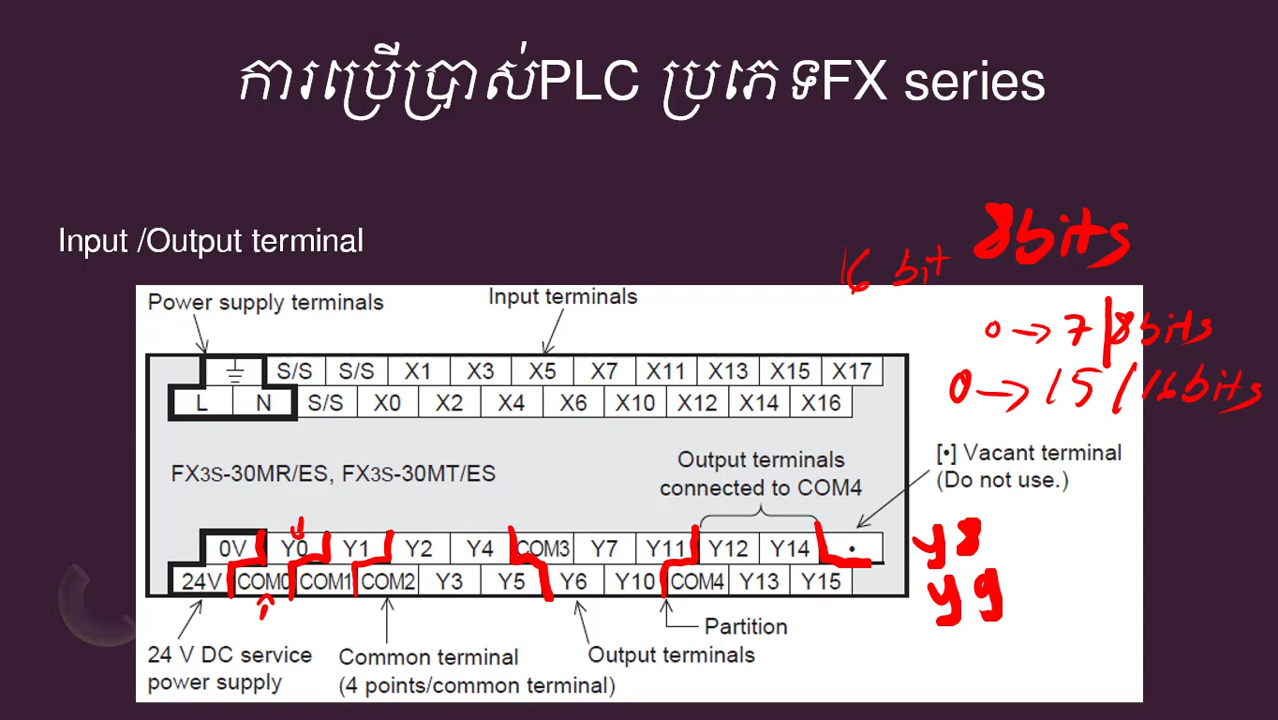 ការប្រើប្រាស់PLC ប្រភេទFX series
Input /Output terminal
8bits
16 bit
0→7/8bits
0→15/16bits
Power supply terminals
Input terminals
S/S S/S X1 X3 X5 X7 X11 X13 X15 X17
L N S/S X0 X2 X4 X6 X10 X12 X14 X16
FX3S-30MR/ES, FX3S-30MT/ES
Output terminals
connected to COM4
[•] Vacant terminal
(Do not use.)
0V Y0 Y1 Y2 Y4 COM3 Y7 Y11 Y12 Y14 •
24V COM0 COM1 COM2 Y3 Y5 Y6 Y10 COM4 Y13 Y15
y8
y9
Partition
24 V DC service
power supply
Common terminal
(4 points/common terminal)
Output terminals